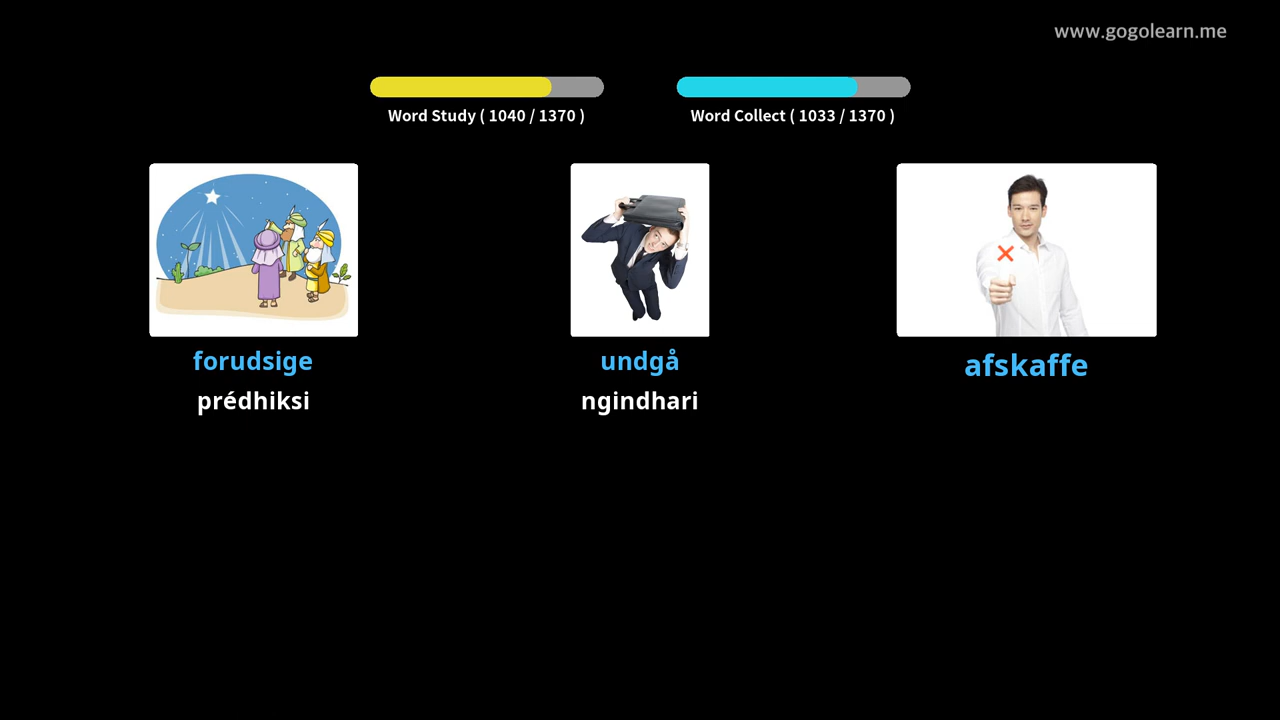 www.gogolearn.me
Word Study ( 1040 / 1370 )
Word Collect ( 1033 / 1370 )
forudsige
prédhiksi
undgå
ngindhari
afskaffe